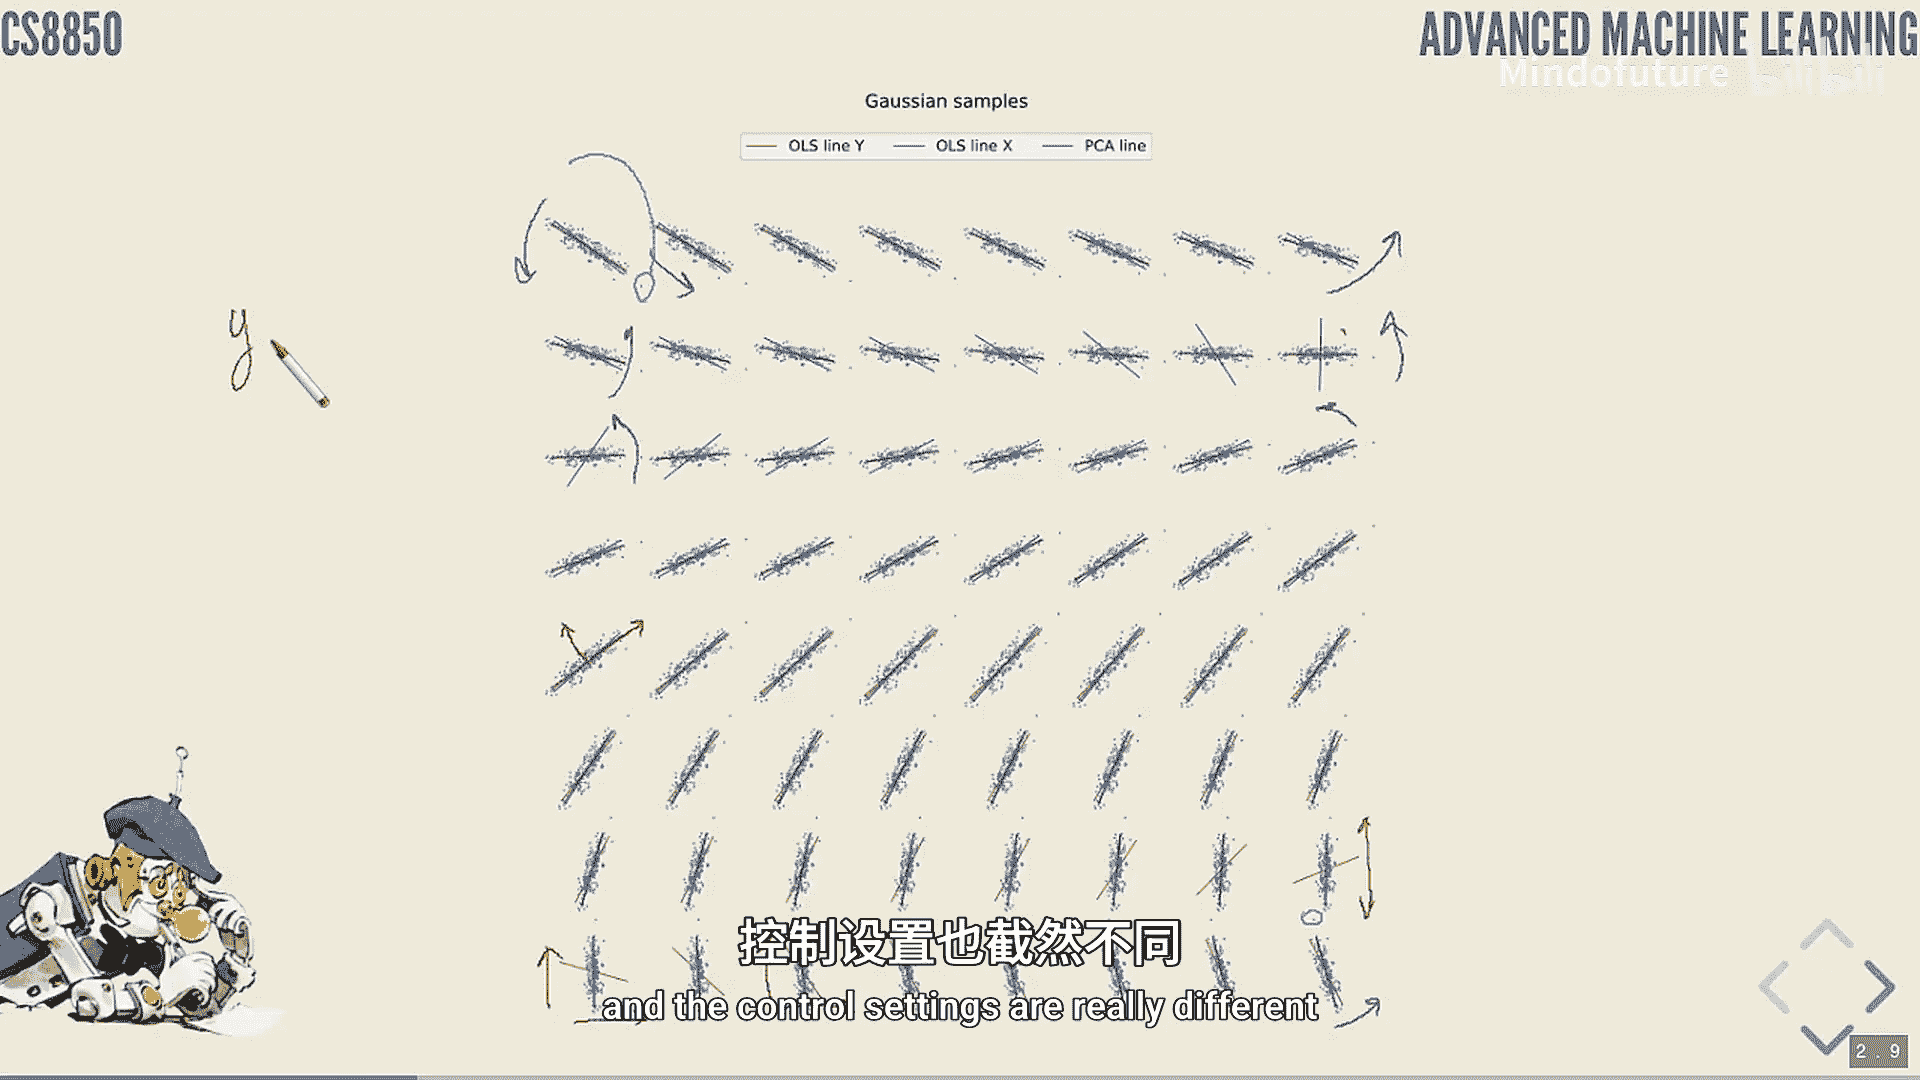 CS8850
ADVANCED MACHINE LEARNING
Mindofuture bilibili
Gaussian samples
OLS line Y OLS line X PCA line
y
控制设置也截然不同
and the control settings are really different
2.9